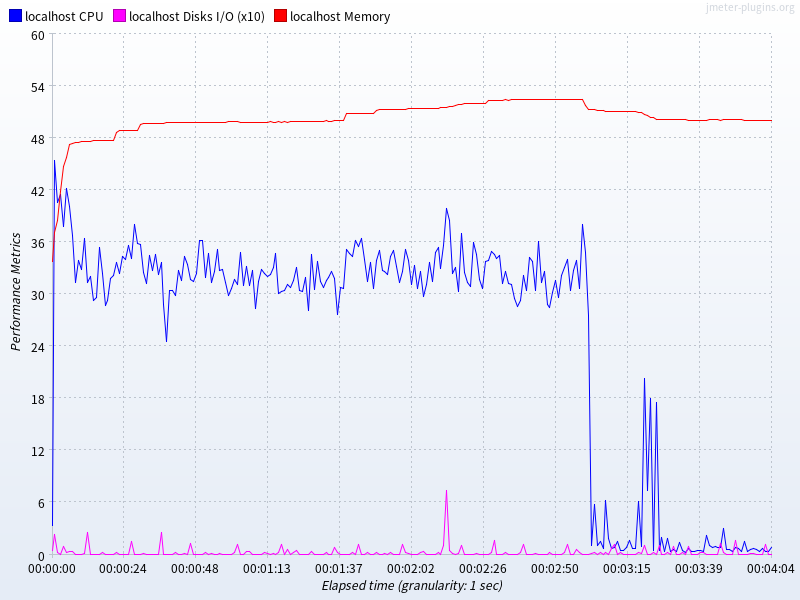 jmeter-plugins.org
localhost CPU localhost Disks I/O (x10) localhost Memory
60
54
48
42
36
30
24
18
12
6
0
Performance Metrics
00:00:00 00:00:24 00:00:48 00:01:13 00:01:37 00:02:02 00:02:26 00:02:50 00:03:15 00:03:39 00:04:04
Elapsed time (granularity: 1 sec)